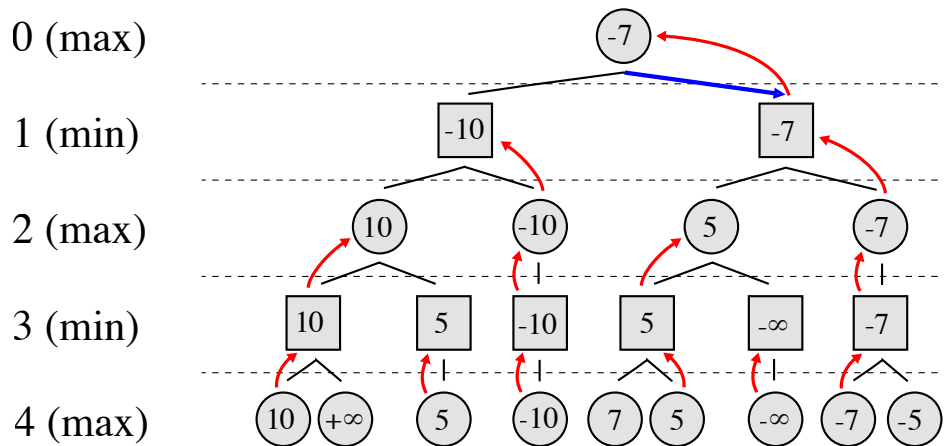 0 (max) -7
1 (min) -10 -7
2 (max) 10 -10 5 -7
3 (min) 10 5 -10 5 -∞ -7
4 (max) 10 +∞ 5 -10 7 5 -∞ -7 -5